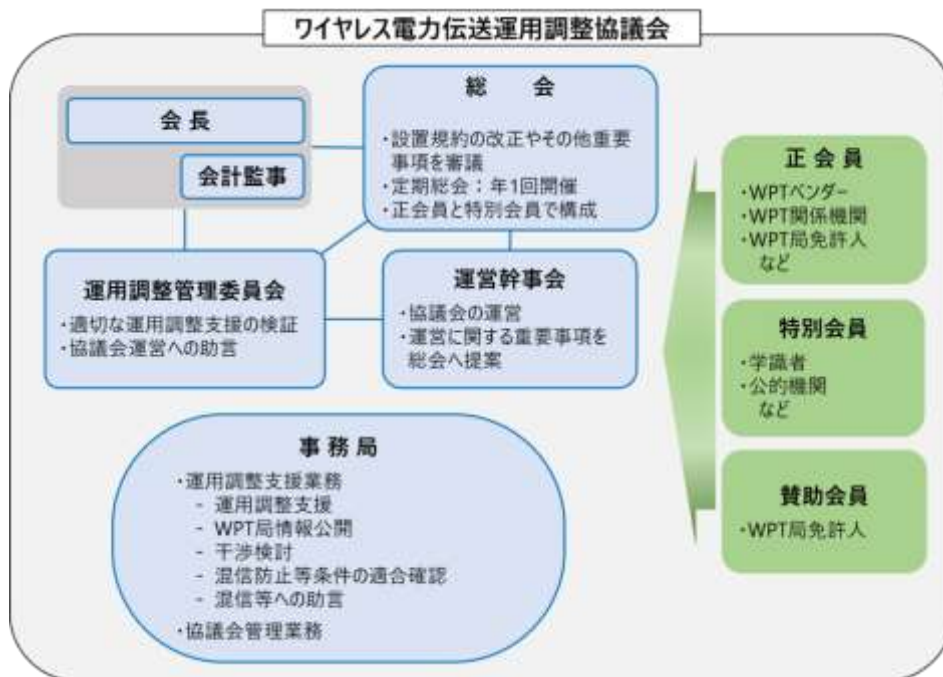 ワイヤレス電力伝送運用調整協議会
会長
会計監事
総 会
・設置規約の改正やその他重要
事項を審議
・定期総会；年1回開催
・正会員と特別会員で構成
運用調整管理委員会
・適切な運用調整支援の検証
・協議会運営への助言
運営幹事会
・協議会の運営
・運営に関する重要事項を
総会へ提案
事務局
・運用調整支援業務
- 運用調整支援
- WPT局情報公開
- 干渉検討
- 混信防止等条件の適合確認
- 混信等への助言
・協議会管理業務
正会員
・WPTベンダー
・WPT関係機関
・WPT局免許人
など
特別会員
・学識者
・公的機関
など
賛助会員
・WPT局免許人